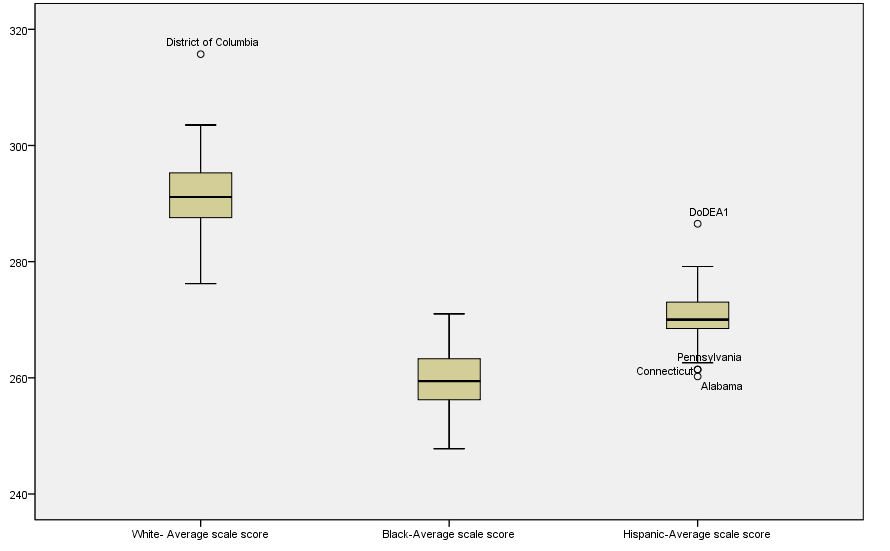 320
District of Columbia
300
DoDEA1
280
Pennsylvania
Connecticut
260
Alabama
240
White- Average scale score
Black-Average scale score
Hispanic-Average scale score